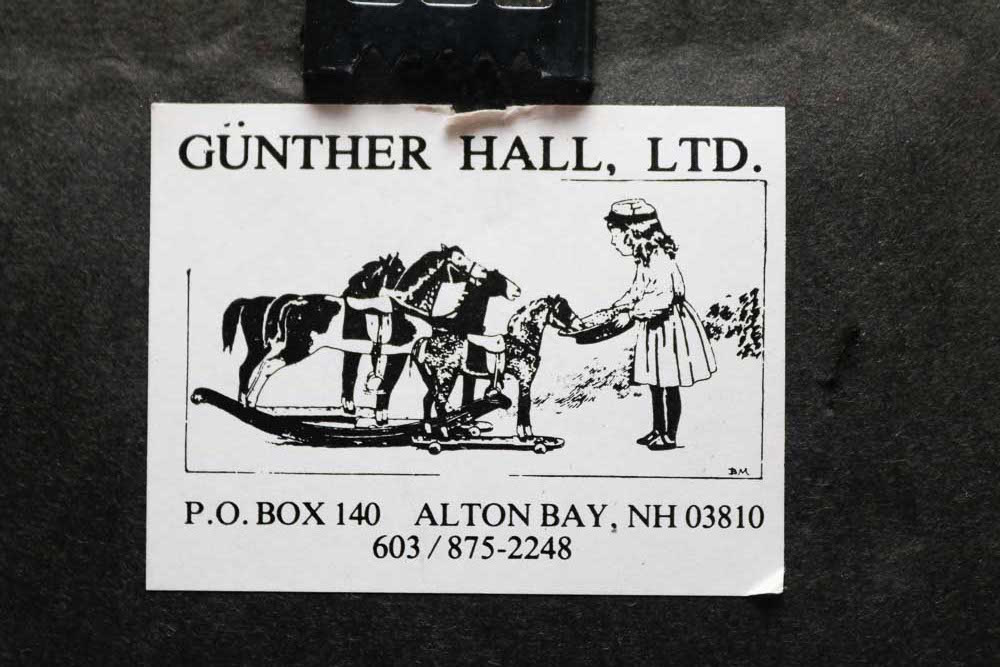 GÜNTHER HALL, LTD.
BM
P.O. BOX 140 ALTON BAY, NH 03810
603/875-2248